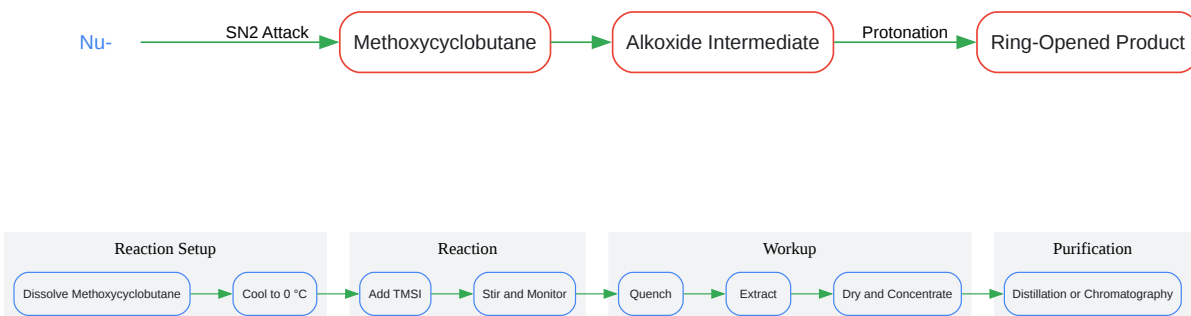 Nu-
SN2 Attack
Methoxycyclobutane
Alkoxide Intermediate
Protonation
Ring-Opened Product
Reaction Setup
Reaction
Workup
Purification
Dissolve Methoxycyclobutane
Cool to 0 °C
Add TMSI
Stir and Monitor
Quench
Extract
Dry and Concentrate
Distillation or Chromatography